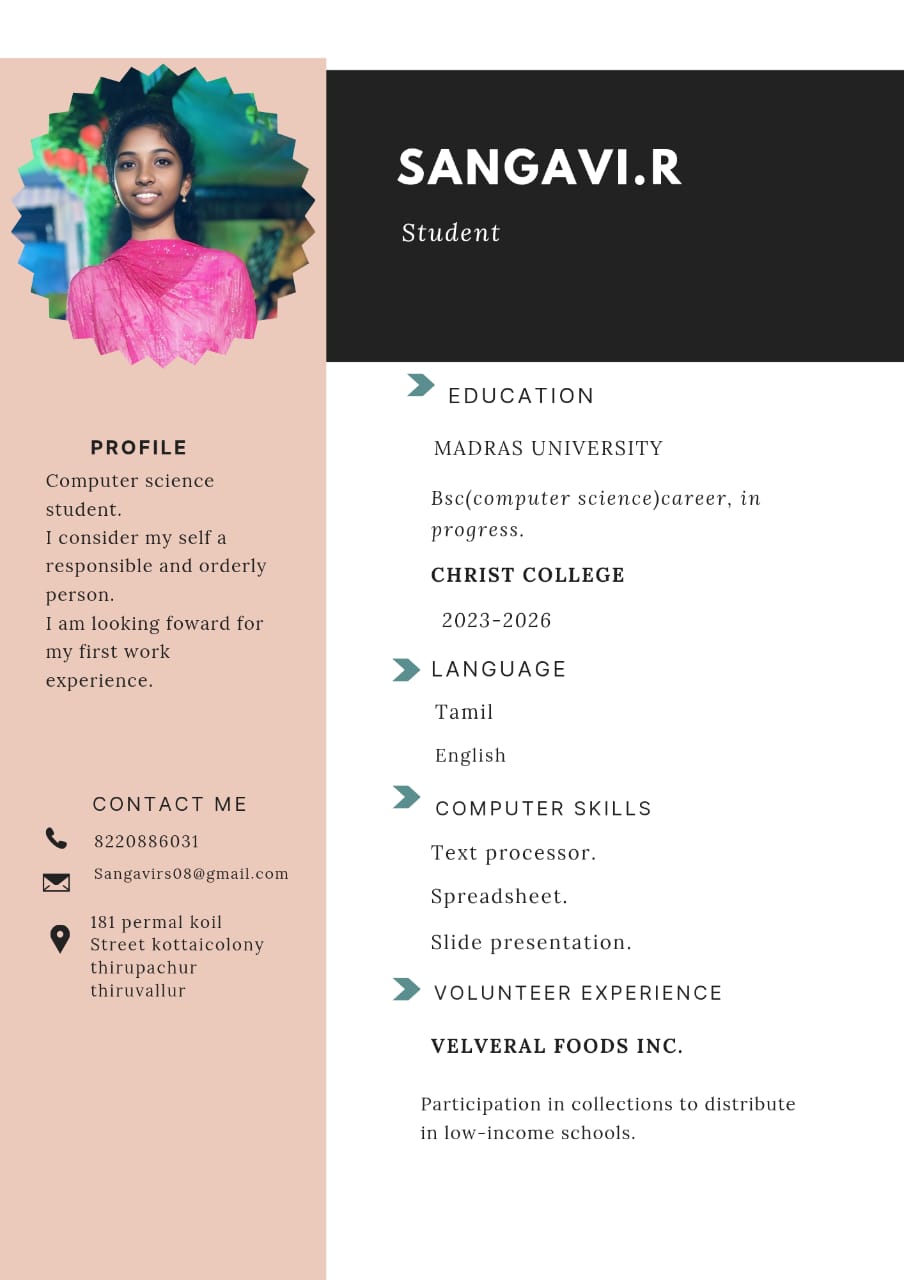 SANGAVI.R
Student
PROFILE
Computer science
student.
I consider my self a
responsible and orderly
person.
I am looking foward for
my first work
experience.
CONTACT ME
8220886031
Sangavirs08@gmail.com
181 permal koil
Street kottaicolony
thirupachur
thiruvallur
EDUCATION
MADRAS UNIVERSITY
Bsc(computer science)career, in
progress.
CHRIST COLLEGE
2023-2026
LANGUAGE
Tamil
English
COMPUTER SKILLS
Text processor.
Spreadsheet.
Slide presentation.
VOLUNTEER EXPERIENCE
VELVERAL FOODS INC.
Participation in collections to distribute
in low-income schools.